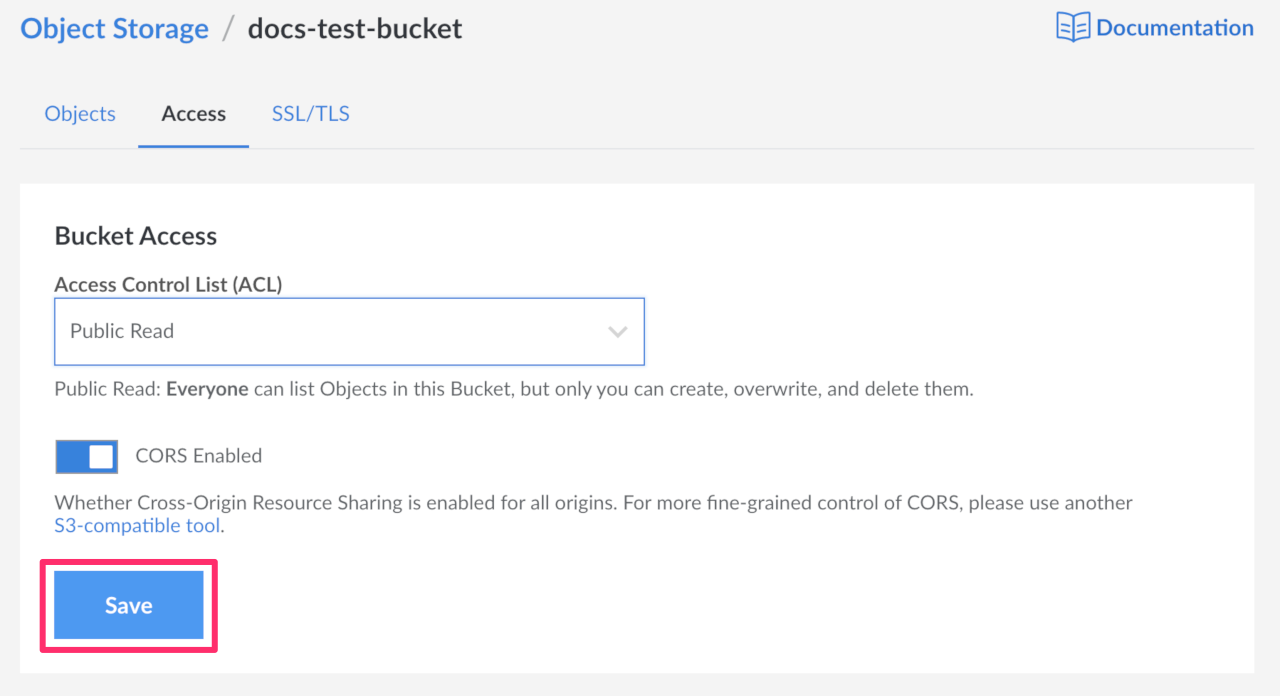 Object Storage / docs-test-bucket
Documentation
Objects
Access
SSL/TLS
Bucket Access
Access Control List (ACL)
Public Read
Public Read: Everyone can list Objects in this Bucket, but only you can create, overwrite, and delete them.
CORS Enabled
Whether Cross-Origin Resource Sharing is enabled for all origins. For more fine-grained control of CORS, please use another
S3-compatible tool.
Save